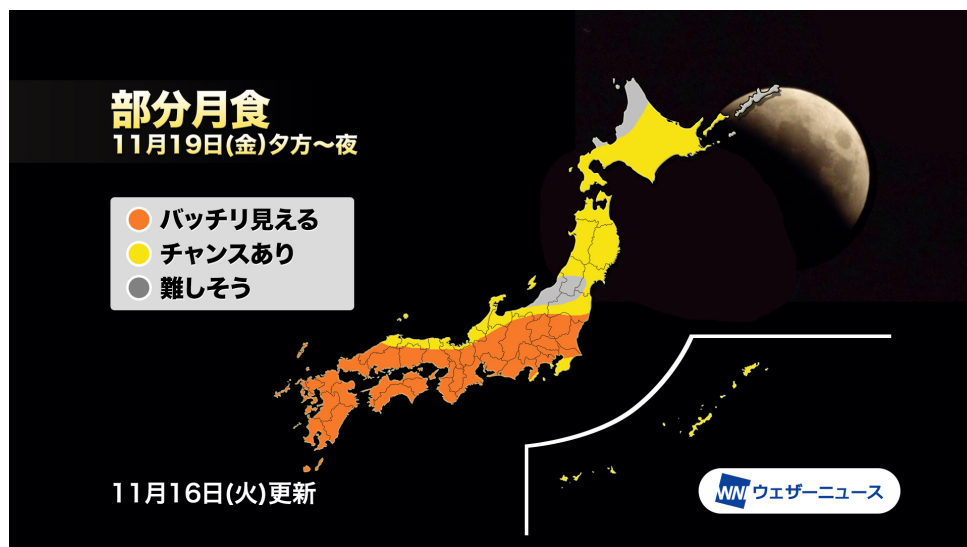 部分月食
11月19日(金)夕方〜夜
バッチリ見える
チャンスあり
難しそう
11月16日(火)更新
WNI ウェザーニュース